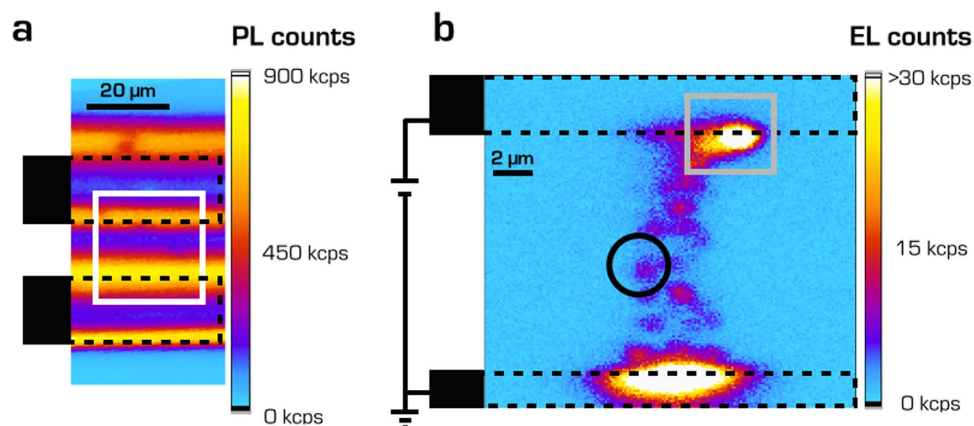 a
PL counts
20 µm
900 kcps
450 kcps
0 kcps
b
EL counts
2 µm
>30 kcps
15 kcps
0 kcps